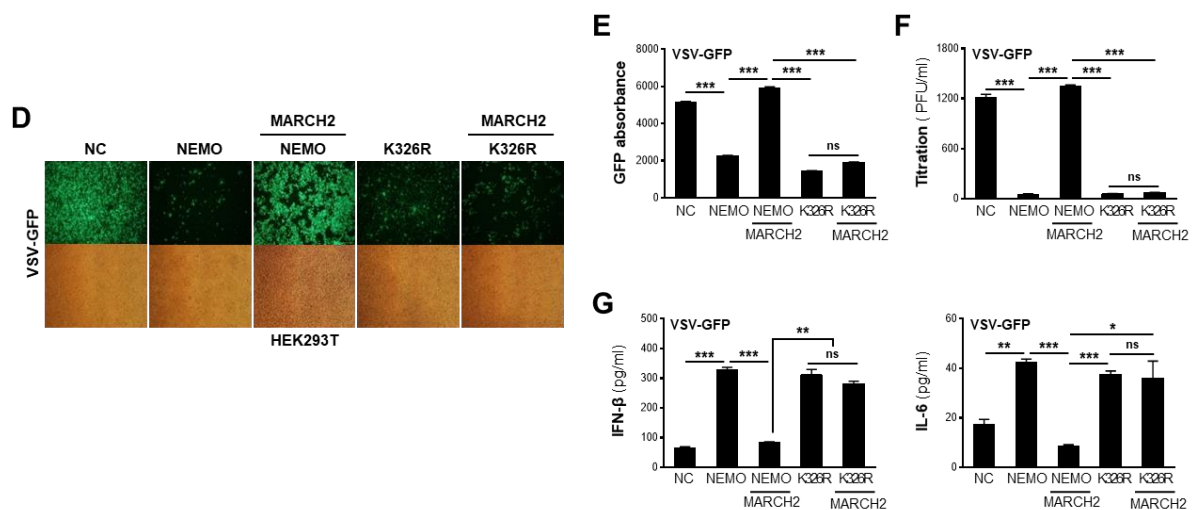 D
MARCH2 MARCH2
NC NEMO NEMO K326R K326R
VSV-GFP
HEK293T
E
VSV-GFP
GFP absorbance
8000
6000
4000
2000
0
*** *** *** ***
ns
NC NEMO NEMO K326R K326R
MARCH2 MARCH2
F
VSV-GFP
Titration ( PFU/ml)
1800
1200
600
0
*** *** *** ***
ns
NC NEMO NEMO K326R K326R
MARCH2 MARCH2
G
VSV-GFP
IFN-β (pg/ml)
500
400
300
200
100
0
*** *** **
ns
NC NEMO NEMO K326R K326R
MARCH2 MARCH2
VSV-GFP
IL-6 (pg/ml)
60
40
20
0
** *** *** *
ns
NC NEMO NEMO K326R K326R
MARCH2 MARCH2